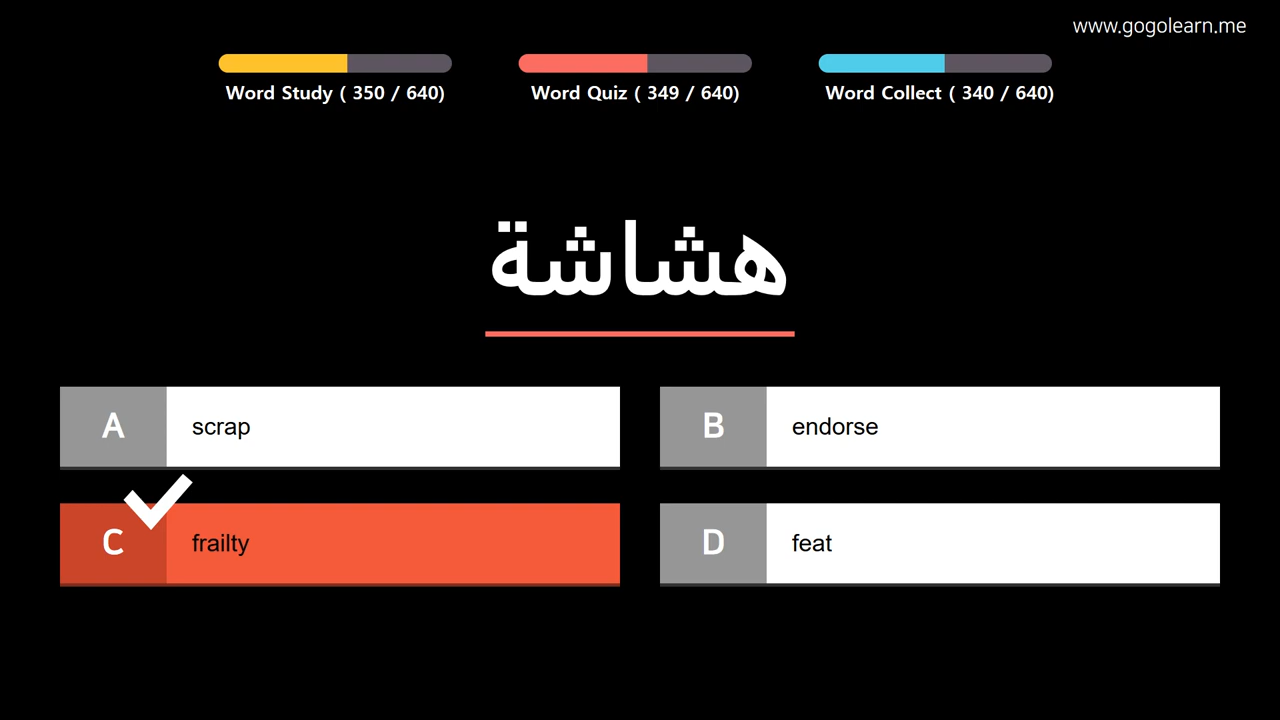 www.gogolearn.me
Word Study ( 350 / 640)
Word Quiz ( 349 / 640)
Word Collect ( 340 / 640)
هشاشة
A scrap
B endorse
C frailty
D feat